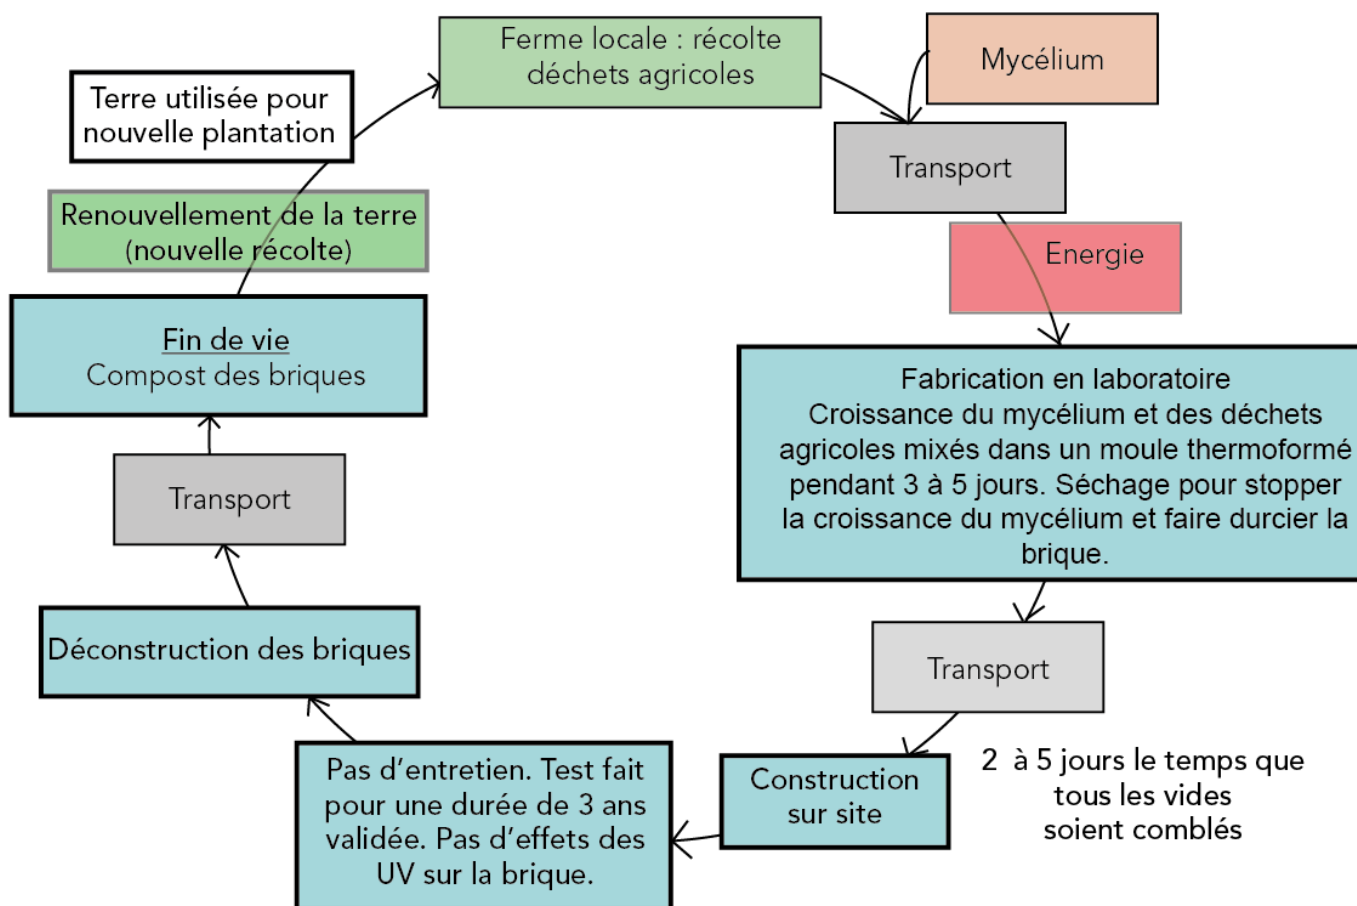 Ferme locale : récolte
déchets agricoles
Mycélium
Transport
Energie
Fabrication en laboratoire
Croissance du mycélium et des déchets
agricoles mixés dans un moule thermoformé
pendant 3 à 5 jours. Séchage pour stopper
la croissance du mycélium et faire durcier la
brique.
Transport
Construction
sur site
2 à 5 jours le temps que
tous les vides
soient comblés
Pas d’entretien. Test fait
pour une durée de 3 ans
validée. Pas d’effets des
UV sur la brique.
Déconstruction des briques
Transport
Fin de vie
Compost des briques
Renouvellement de la terre
(nouvelle récolte)
Terre utilisée pour
nouvelle plantation